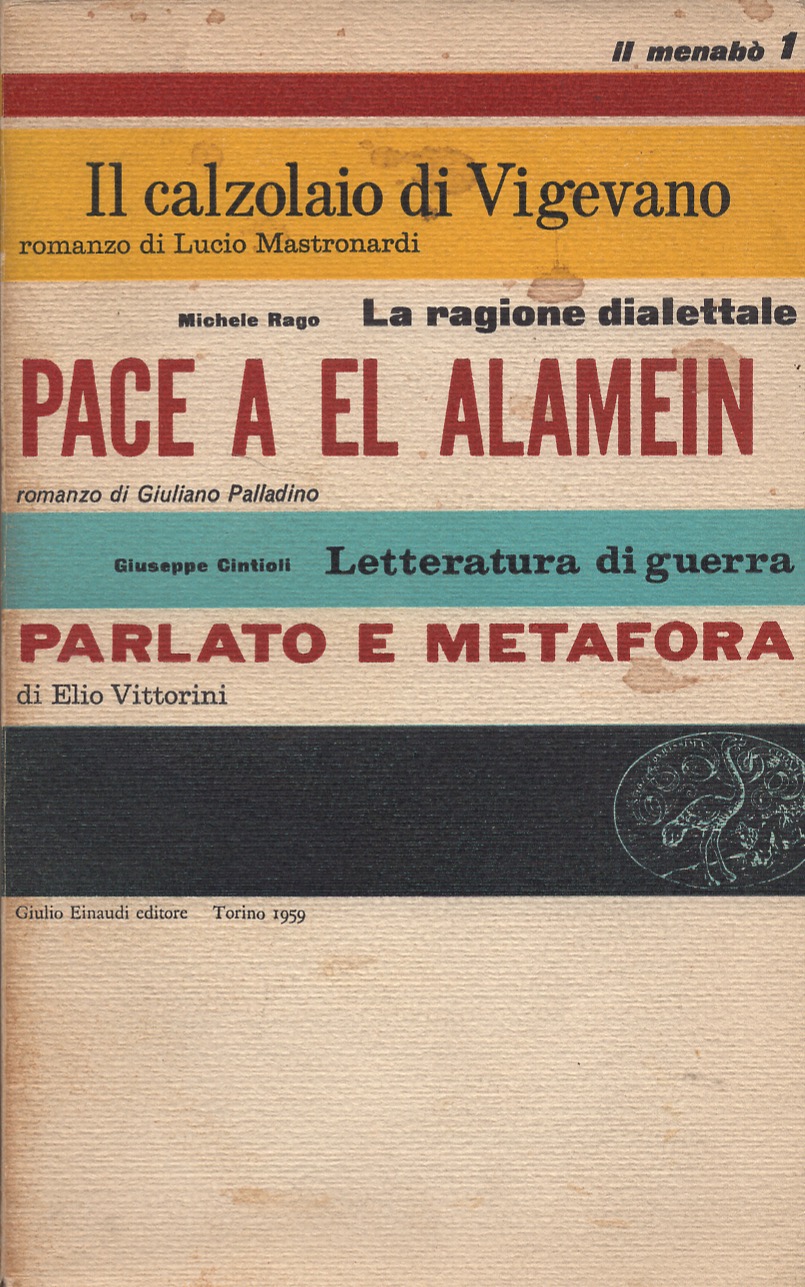 il menabò 1
Il calzolaio di Vigevano
romanzo di Lucio Mastronardi
Michele Rago La ragione dialettale
PACE A EL ALAMEIN
romanzo di Giuliano Palladino
Giuseppe Cintioli Letteratura di guerra
PARLATO E METAFORA
di Elio Vittorini
Giulio Einaudi editore Torino 1959